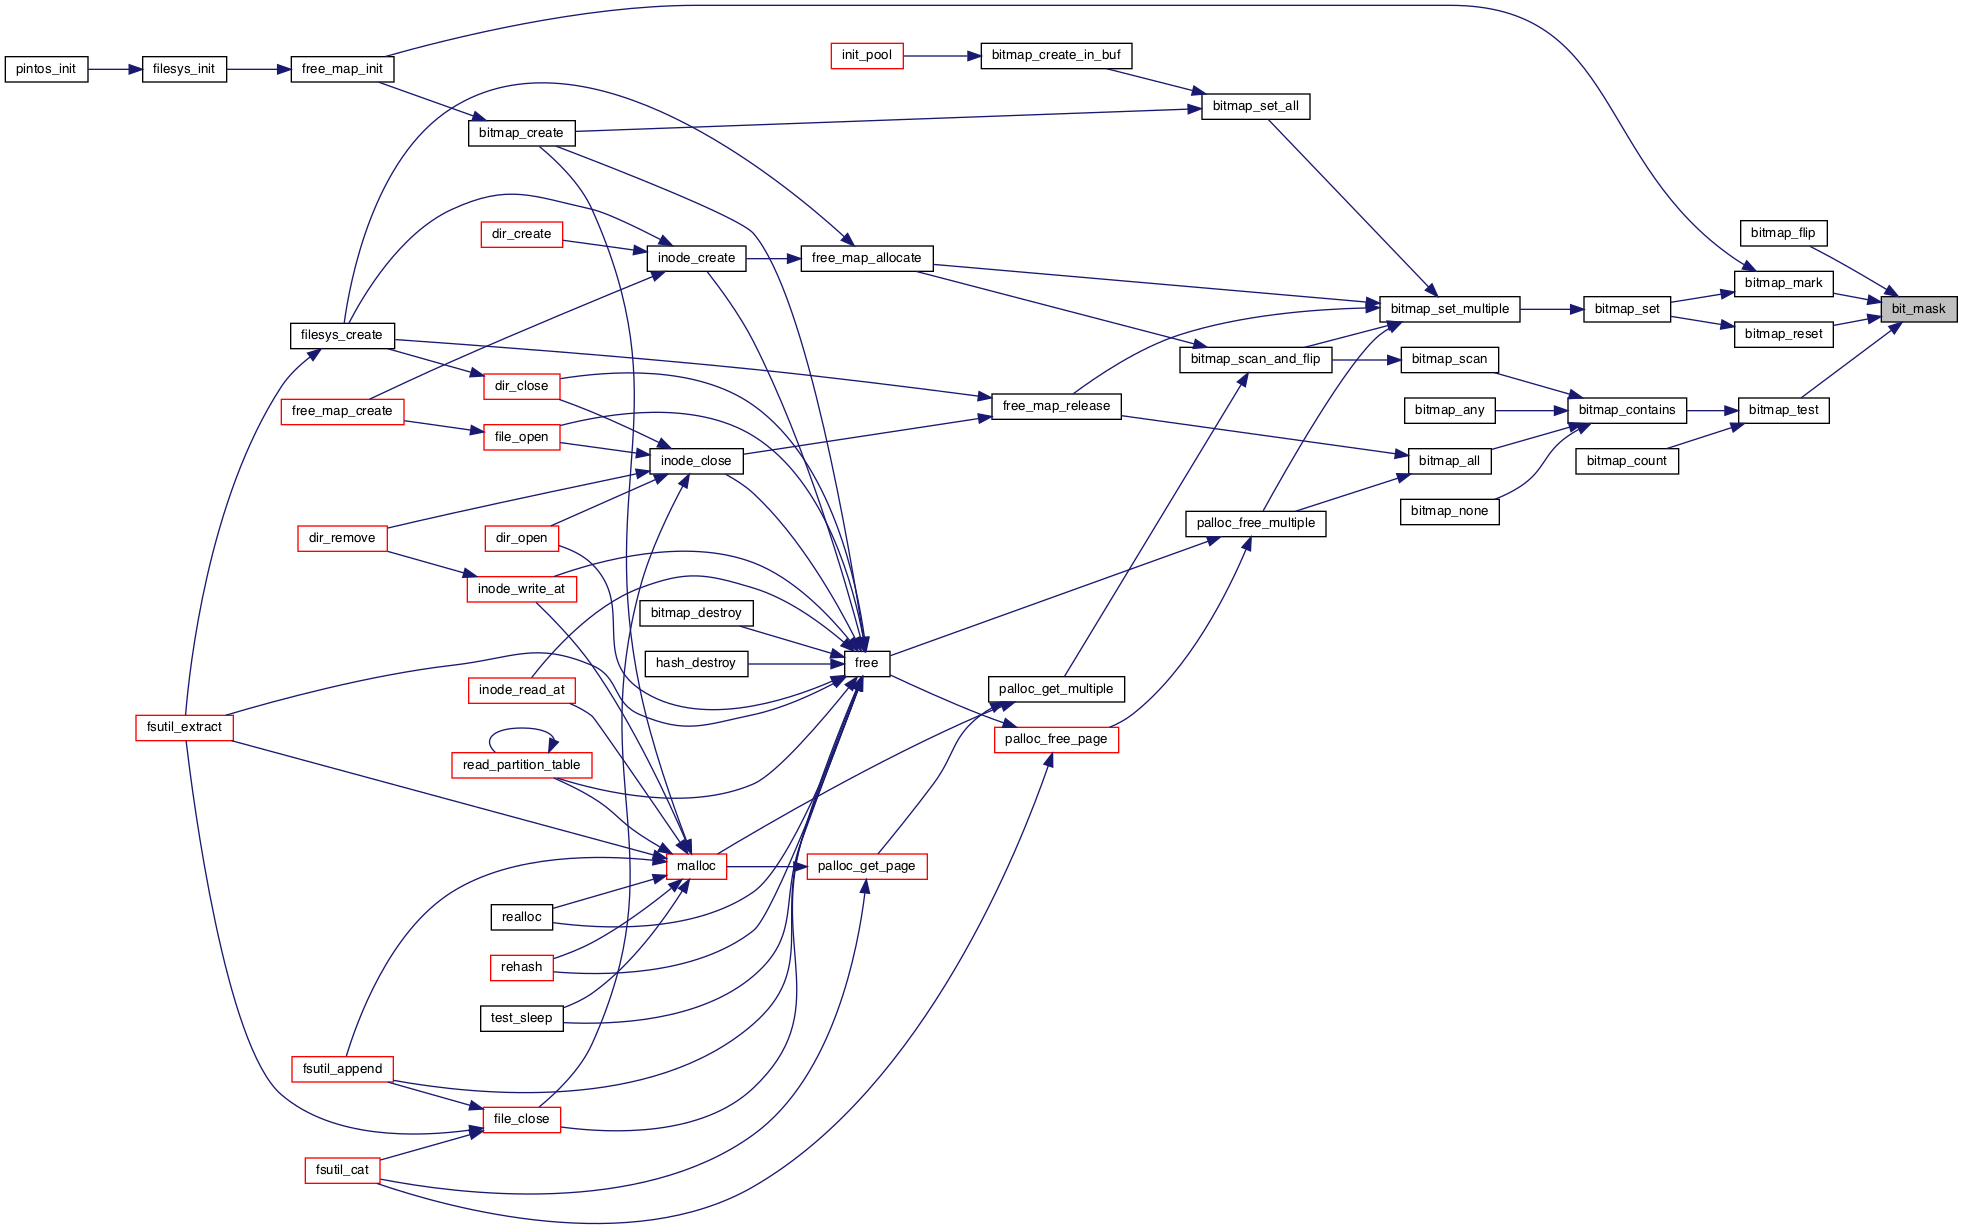 pintos_init
filesys_init
free_map_init
init_pool
bitmap_create_in_buf
bitmap_set_all
bitmap_create
bitmap_flip
dir_create
inode_create
free_map_allocate
bitmap_mark
bit_mask
bitmap_set_multiple
bitmap_set
filesys_create
bitmap_reset
bitmap_scan_and_flip
bitmap_scan
dir_close
free_map_create
free_map_release
bitmap_any
bitmap_contains
bitmap_test
file_open
inode_close
bitmap_all
bitmap_count
bitmap_none
palloc_free_multiple
dir_remove
dir_open
inode_write_at
bitmap_destroy
hash_destroy
free
inode_read_at
palloc_get_multiple
fsutil_extract
palloc_free_page
read_partition_table
malloc
palloc_get_page
realloc
rehash
test_sleep
fsutil_append
file_close
fsutil_cat